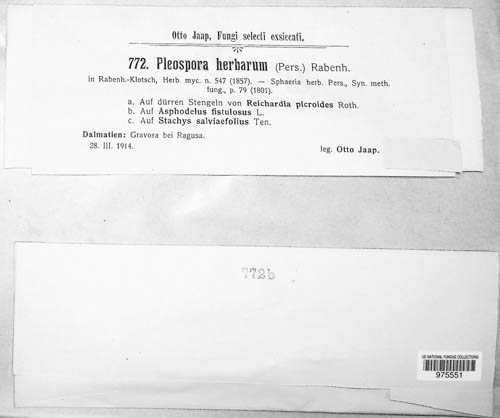 Otto Jaap, Fungi selecti exsiccati.
772. Pleospora herbarum (Pers.) Rabenh.
in Rabenh.-Klotsch, Herb. myc. n. 547 (1857). — Sphaeria herb. Pers., Syn. meth.
fung., p. 79 (1801).
a. Auf dürren Stengeln von Reichardia picroides Roth.
b. Auf Asphodelus fistulosus L.
c. Auf Stachys salviaefolius Ten.
Dalmatien: Gravosa bei Ragusa.
28. III. 1914.
leg. Otto Jaap.
772b
US NATIONAL FUNGUS COLLECTIONS
975551